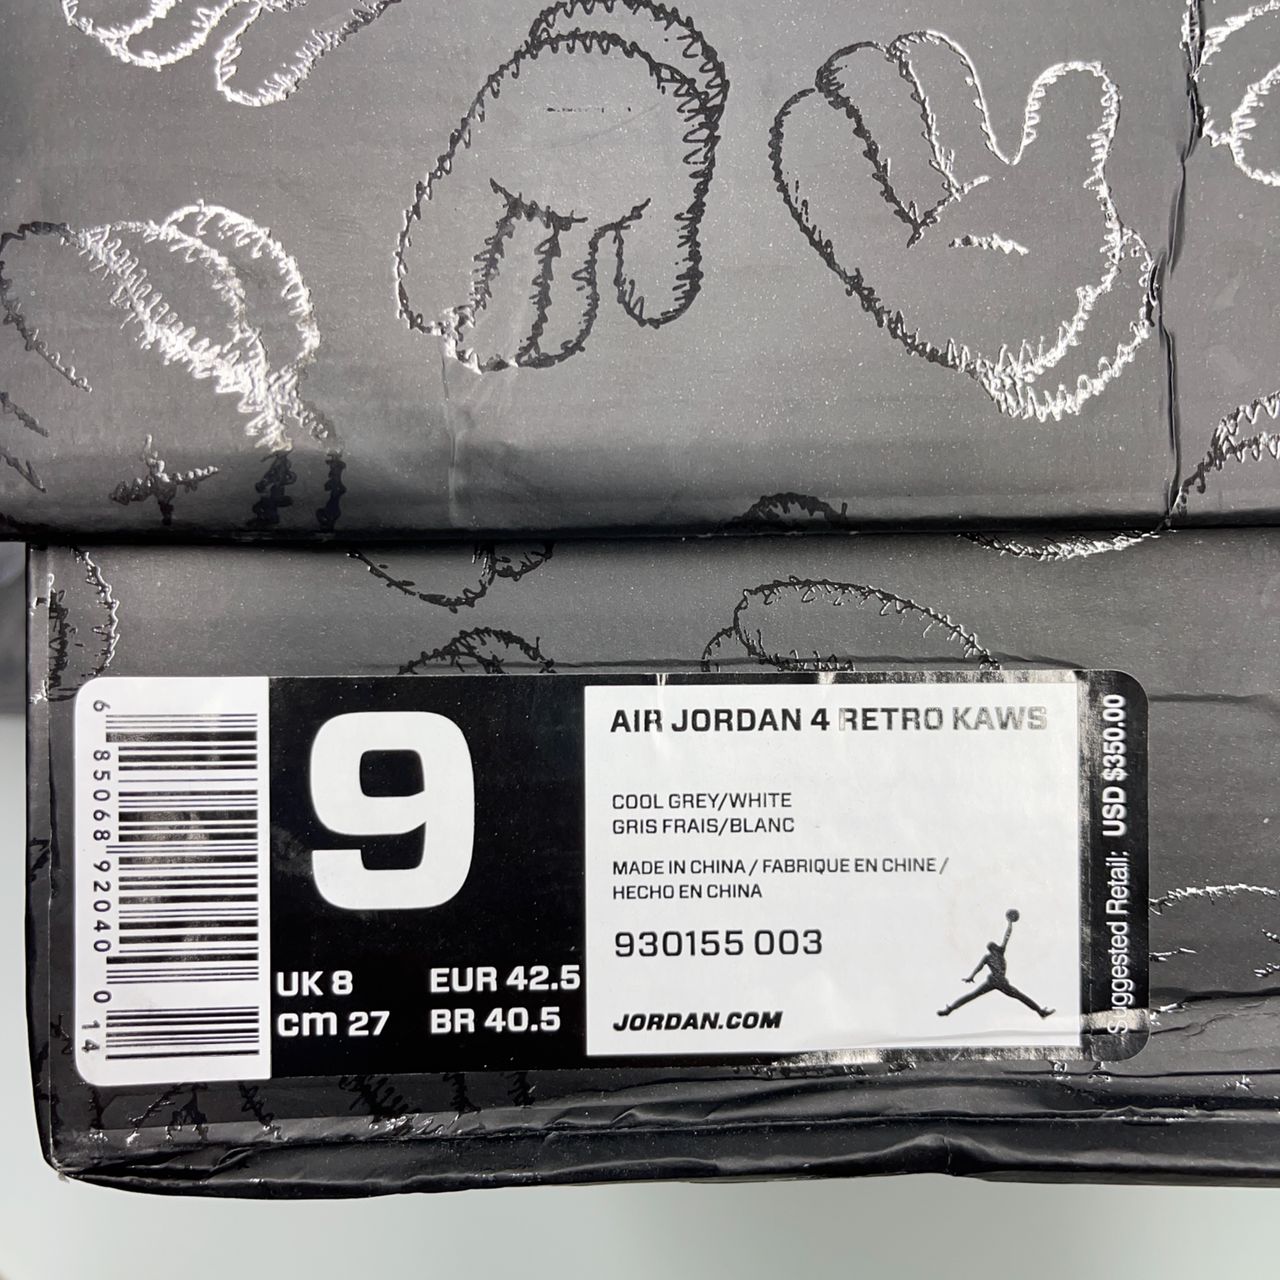 6 85068 92040 0 14
9
UK 8 EUR 42.5
cm 27 BR 40.5
AIR JORDAN 4 RETRO KAWS
COOL GREY/WHITE
GRIS FRAIS/BLANC
MADE IN CHINA / FABRIQUE EN CHINE /
HECHO EN CHINA
930155 003
JORDAN.COM
Suggested Retail: USD $350.00